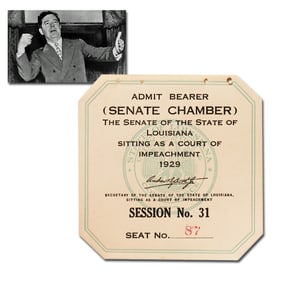 ADMIT BEARER
(SENATE CHAMBER)
THE SENATE OF THE STATE OF
LOUISIANA
SITTING AS A COURT OF
IMPEACHMENT
1929
SECRETARY OF THE SENATE OF THE STATE OF LOUISIANA,
SITTING AS A COURT OF IMPEACHMENT
SESSION No. 31
SEAT NO. 87